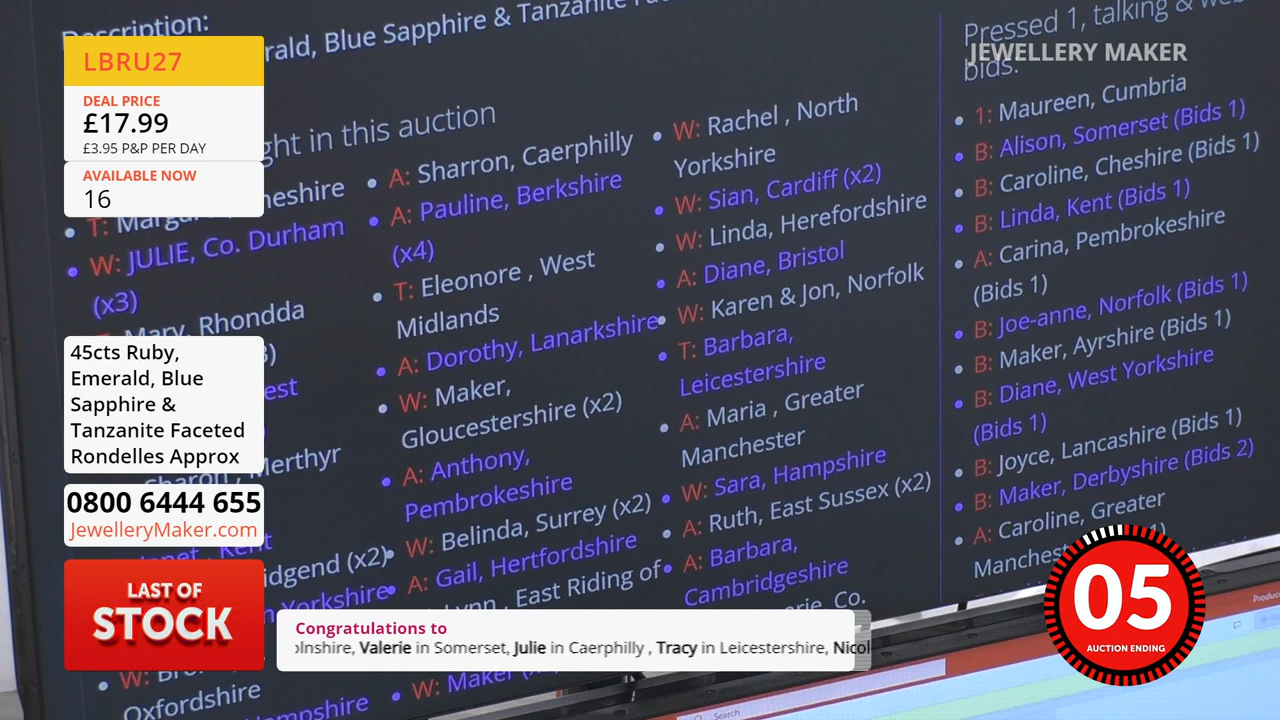 Description:
rald, Blue Sapphire & Tanzanite
ght in this auction
T:
W: JULIE, Co. Durham
(x3)
Mary, Rhondda
Merthyr
Kent
(x2)
Yorkshire
W:
Oxfordshire
A: Sharron, Caerphilly
A: Pauline, Berkshire
(x4)
T: Eleonore , West
Midlands
A: Dorothy, Lanarkshire
W: Maker,
Gloucestershire (x2)
A: Anthony,
Pembrokeshire
W: Belinda, Surrey (x2)
A: Gail, Hertfordshire
East Riding of
W: Maker
W: Rachel , North
Yorkshire
W: Sian, Cardiff (x2)
W: Linda, Herefordshire
A: Diane, Bristol
W: Karen & Jon, Norfolk
T: Barbara,
Leicestershire
A: Maria , Greater
Manchester
W: Sara, Hampshire
A: Ruth, East Sussex (x2)
A: Barbara,
Cambridgeshire
Co.
Pressed 1, talking & web
bids.
1: Maureen, Cumbria
B: Alison, Somerset (Bids 1)
B: Caroline, Cheshire (Bids 1)
B: Linda, Kent (Bids 1)
A: Carina, Pembrokeshire
(Bids 1)
B: Joe-anne, Norfolk (Bids 1)
B: Maker, Ayrshire (Bids 1)
B: Diane, West Yorkshire
(Bids 1)
B: Joyce, Lancashire (Bids 1)
B: Maker, Derbyshire (Bids 2)
A: Caroline, Greater
JEWELLERY MAKER
LBRU27
DEAL PRICE
£17.99
£3.95 P&P PER DAY
AVAILABLE NOW
16
45cts Ruby,
Emerald, Blue
Sapphire &
Tanzanite Faceted
Rondelles Approx
0800 6444 655
JewelleryMaker.com
LAST OF
STOCK
Congratulations to
Valerie in Somerset, Julie in Caerphilly , Tracy in Leicestershire, Nicol
05
AUCTION ENDING
Search